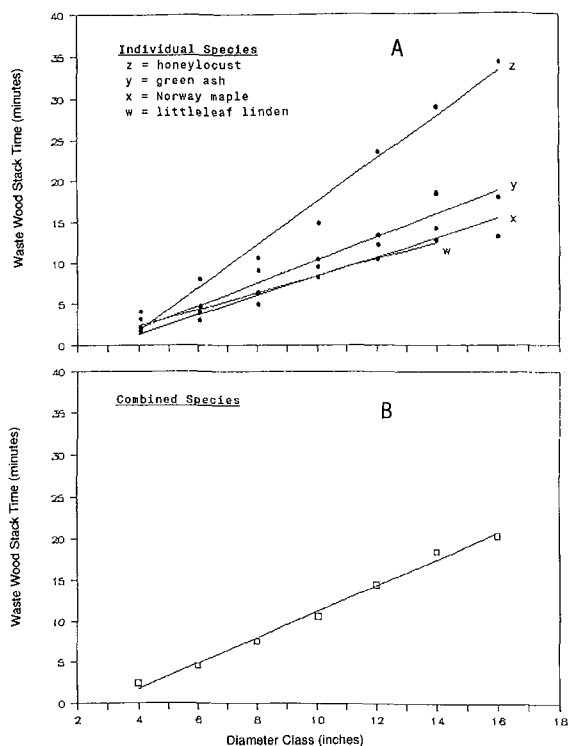 40
35
30
25
20
15
10
5
0
Waste Wood Stack Time (minutes)
Individual Species
z = honeylocust
y = green ash
x = Norway maple
w = littleleaf linden
A
z
y
x
w
40
35
30
25
20
15
10
5
0
Waste Wood Stack Time (minutes)
Combined Species
B
2 4 6 8 10 12 14 16 18
Diameter Class (inches)